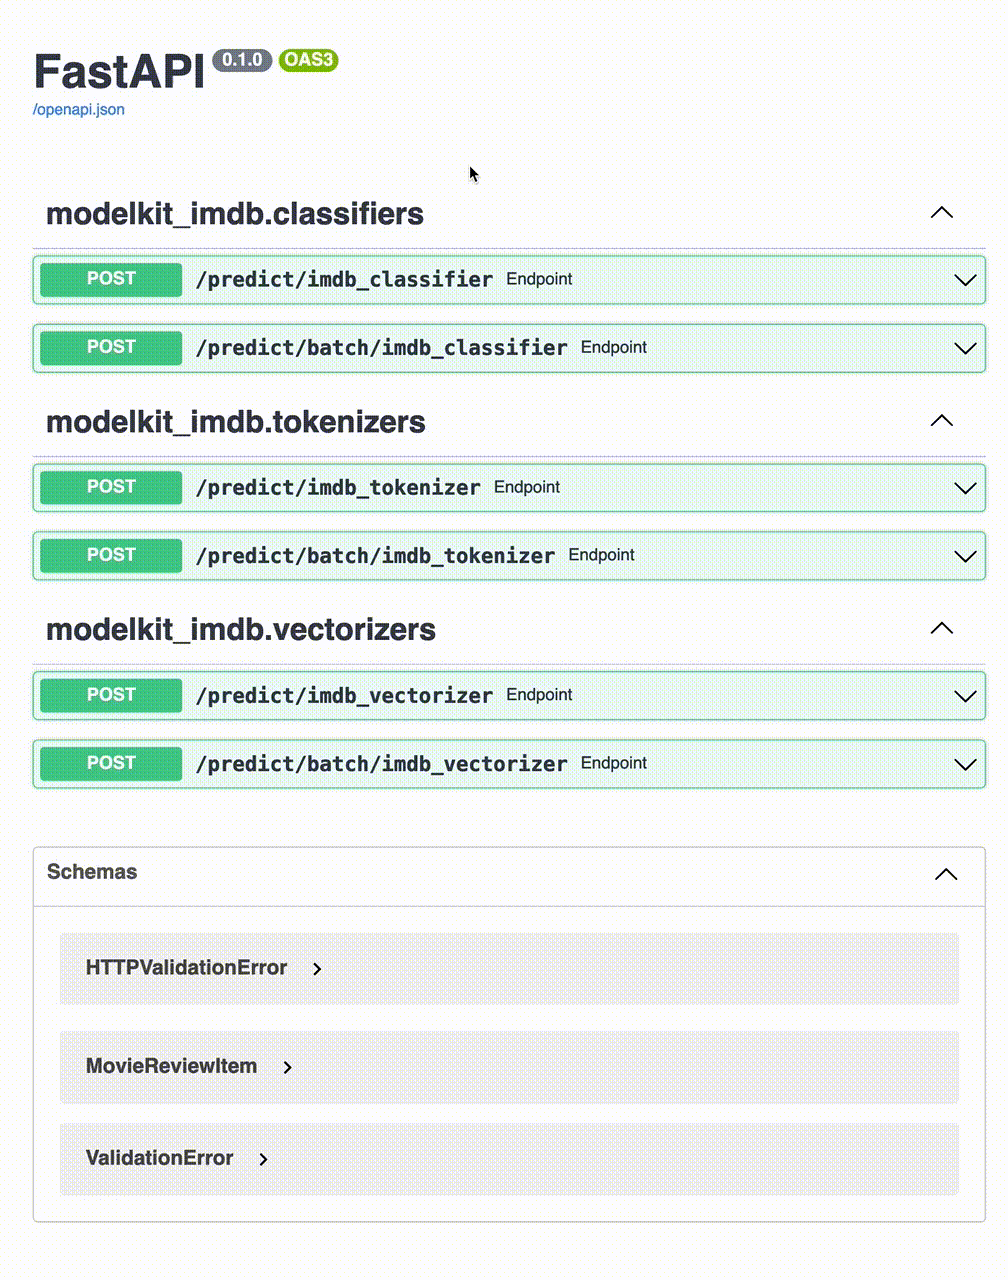 FastAPI 0.1.0 OAS3
/openapi.json
modelkit_imdb.classifiers
POST /predict/imdb_classifier Endpoint
POST /predict/batch/imdb_classifier Endpoint
modelkit_imdb.tokenizers
POST /predict/imdb_tokenizer Endpoint
POST /predict/batch/imdb_tokenizer Endpoint
modelkit_imdb.vectorizers
POST /predict/imdb_vectorizer Endpoint
POST /predict/batch/imdb_vectorizer Endpoint
Schemas
HTTPValidationError
MovieReviewItem
ValidationError